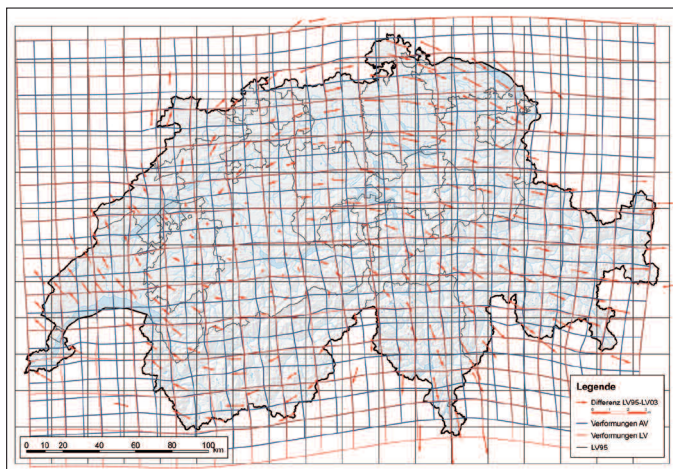 Legende
Differenz LV95-LV03
Verformungen AV
Verformungen LV
LV95
0 10 20 40 60 80 100
km